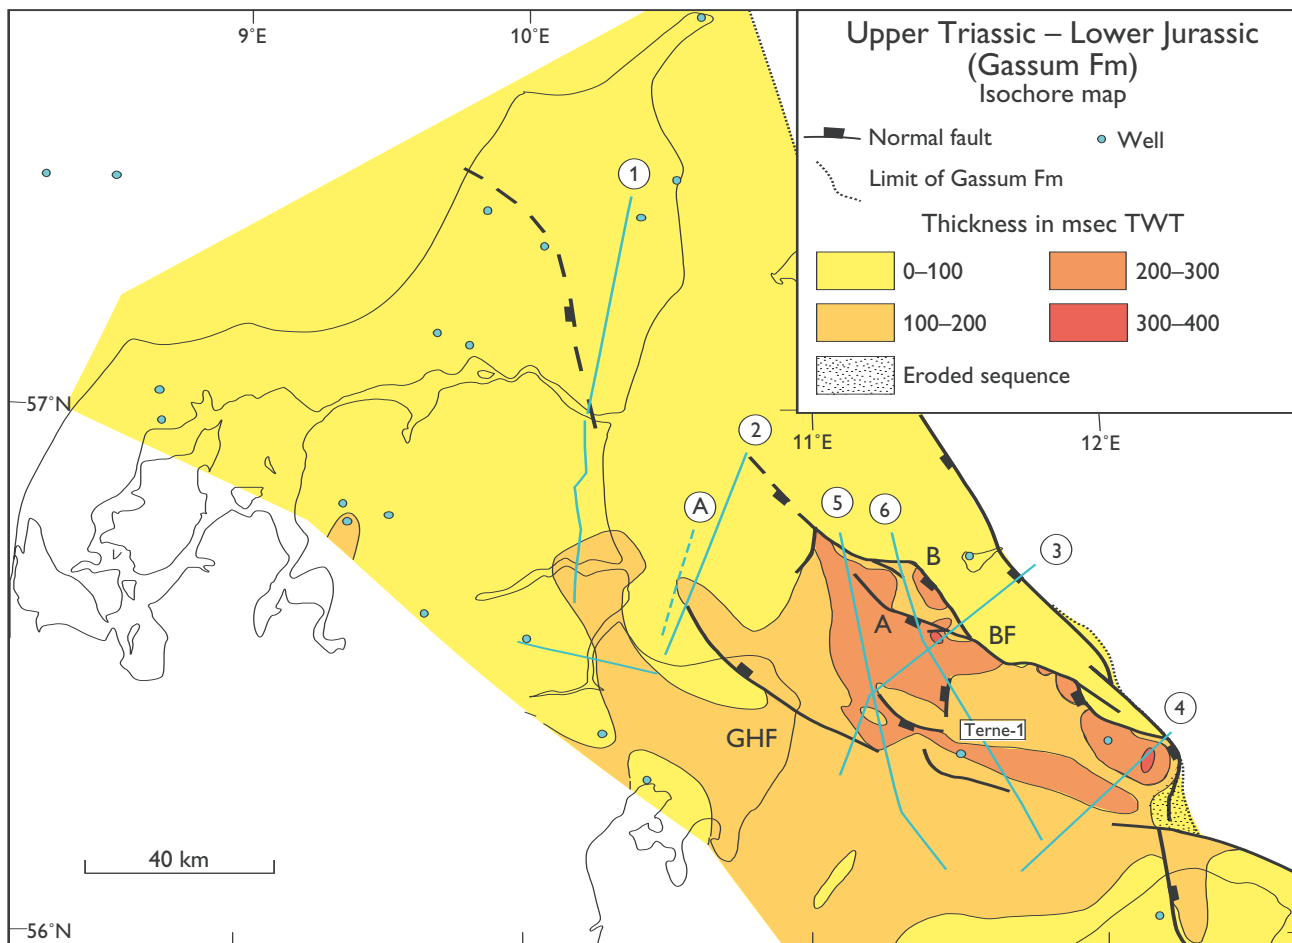 9°E
10°E
Upper Triassic – Lower Jurassic
(Gassum Fm)
Isochore map
Normal fault
Well
Limit of Gassum Fm
Thickness in msec TWT
0–100
200–300
100–200
300–400
Eroded sequence
1
57°N
2
11°E
12°E
A
5
6
3
B
A
BF
4
GHF
Terne-1
40 km
56°N